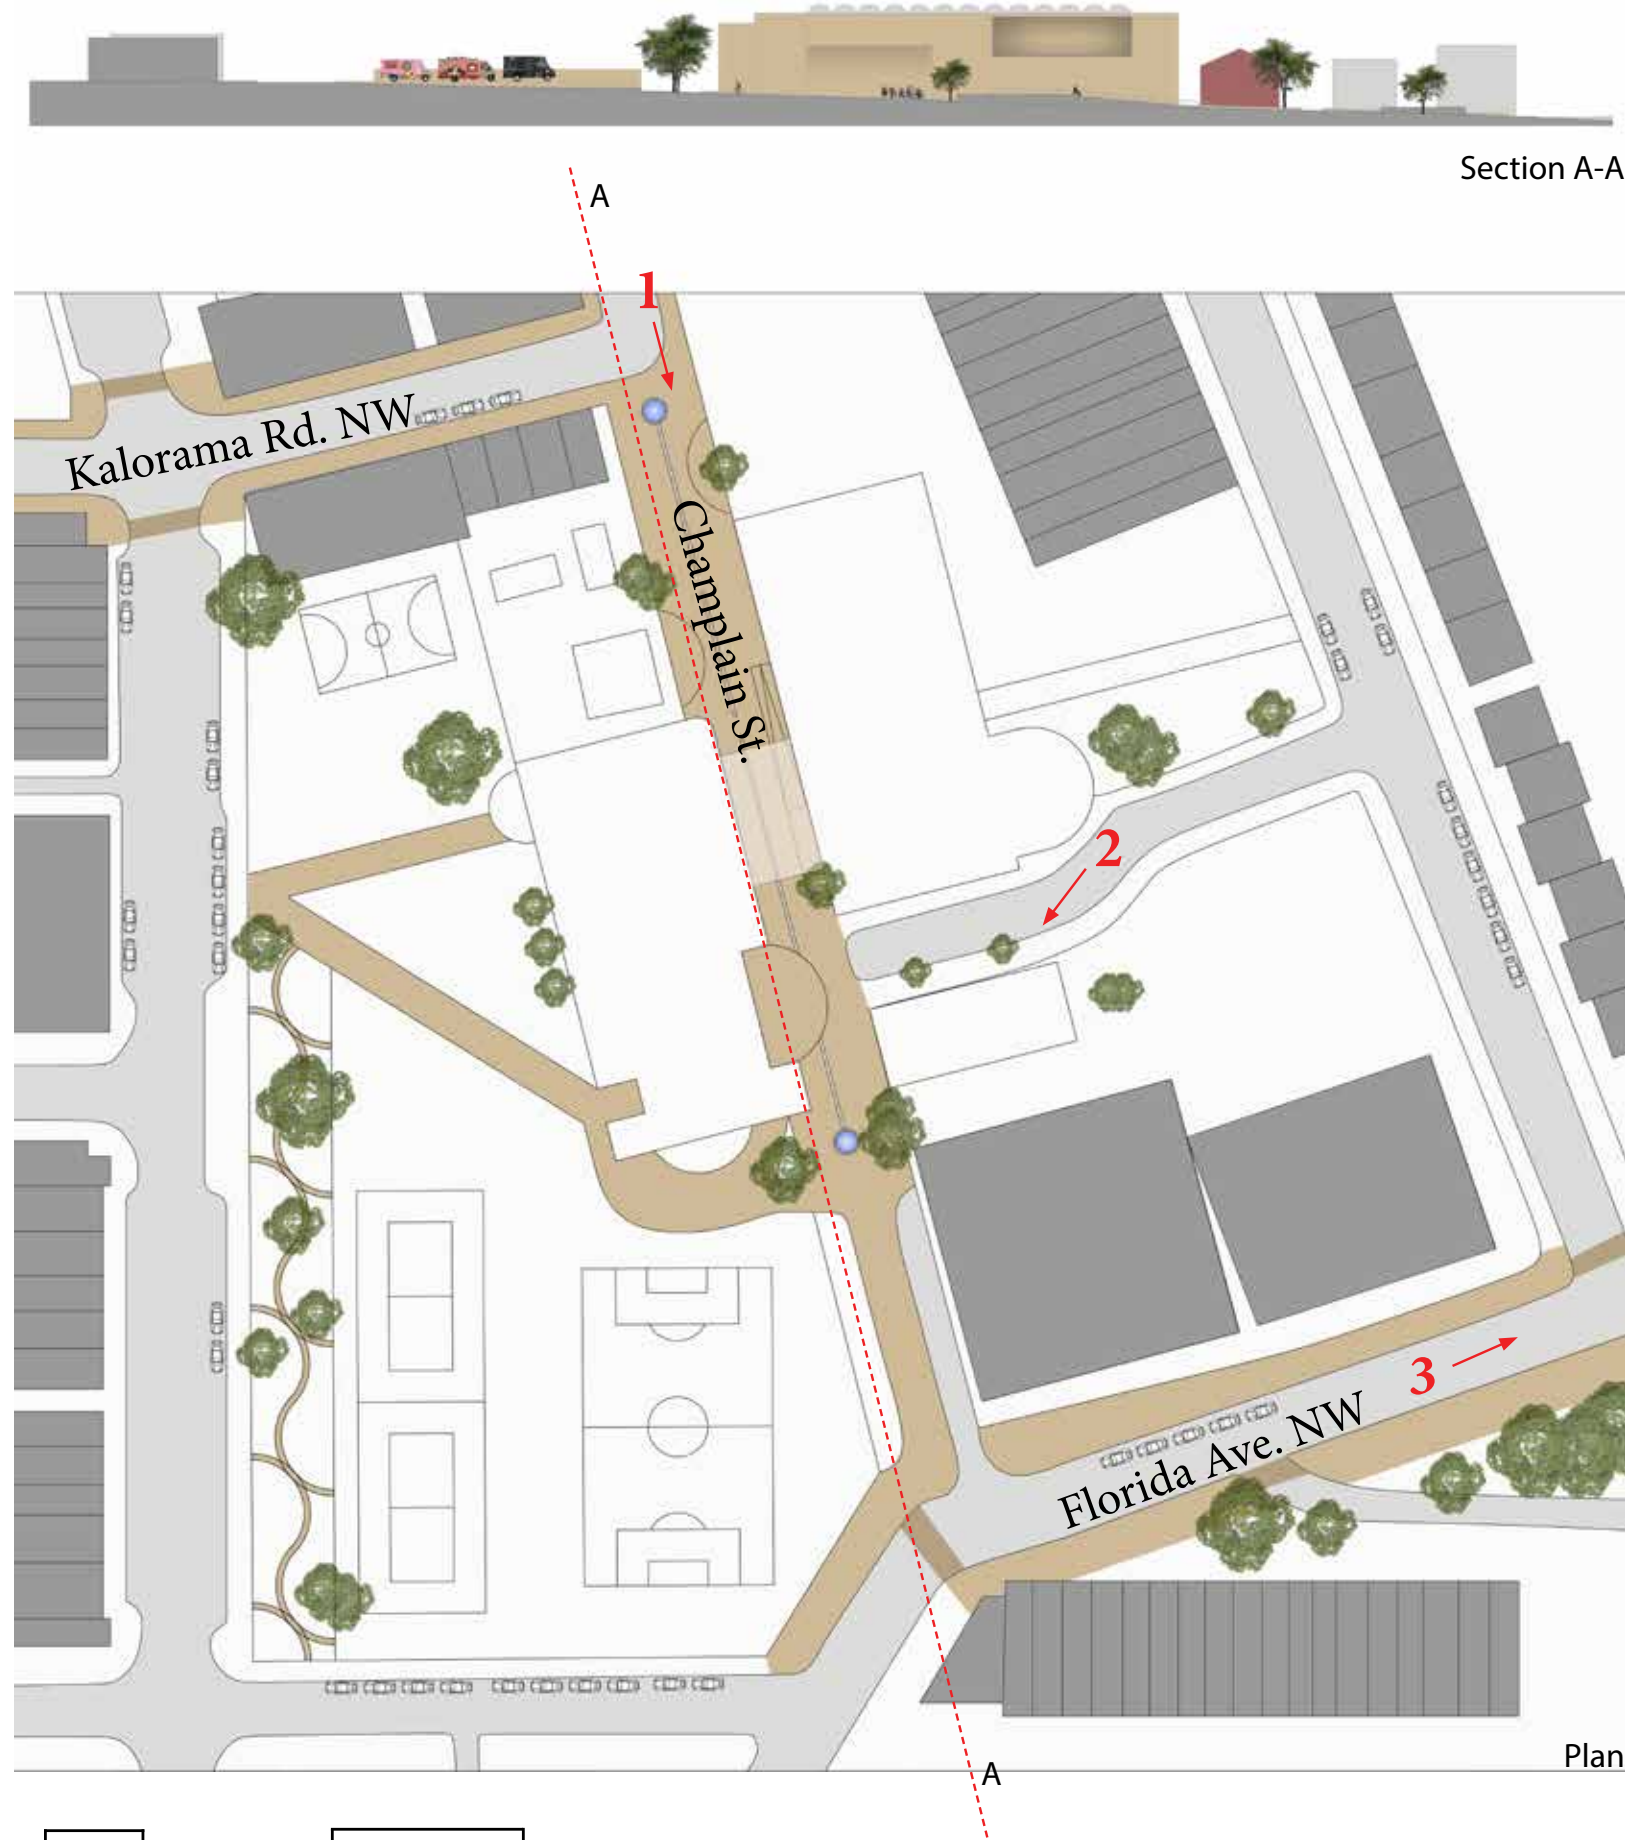 Section A-A
A
1
Kalorama Rd. NW
Champlain St.
2
3
Florida Ave. NW
Plan
A